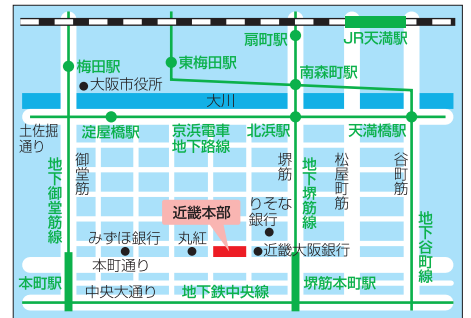 扇町駅
JR天満駅
梅田駅
東梅田駅
南森町駅
大阪市役所
大川
土佐堀
通り
淀屋橋駅
京浜電車
地下路線
北浜駅
天満橋駅
地下御堂筋線
御堂筋
堺筋
地下堺筋線
松屋町筋
谷町筋
地下谷町線
近畿本部
りそな
銀行
みずほ銀行
丸紅
近畿大阪銀行
本町通り
本町駅
堺筋本町駅
中央大通り
地下鉄中央線